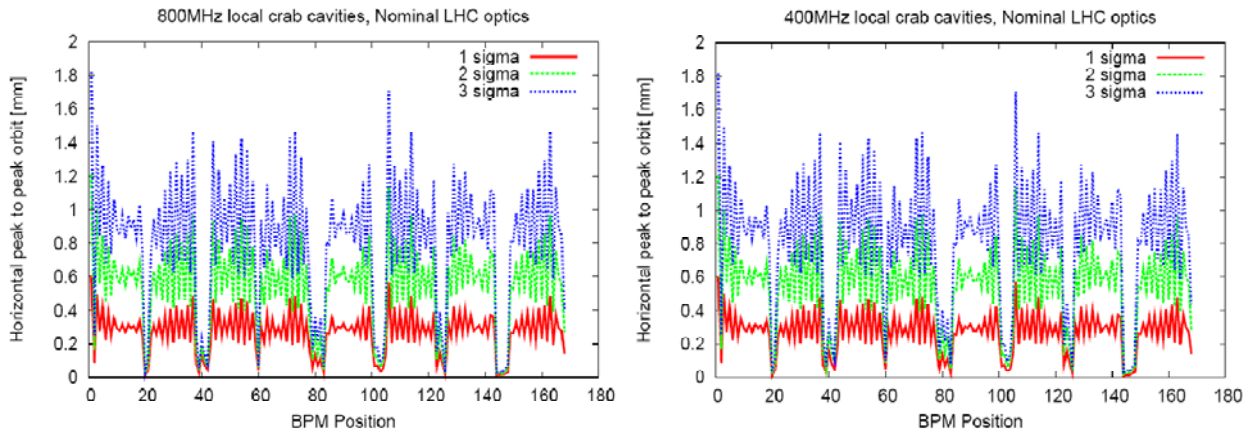 800MHz local crab cavities, Nominal LHC optics
Horizontal peak to peak orbit [mm]
2
1.8
1.6
1.4
1.2
1
0.8
0.6
0.4
0.2
0
1 sigma
2 sigma
3 sigma
0 20 40 60 80 100 120 140 160 180
BPM Position
400MHz local crab cavities, Nominal LHC optics
Horizontal peak to peak orbit [mm]
2
1.8
1.6
1.4
1.2
1
0.8
0.6
0.4
0.2
0
1 sigma
2 sigma
3 sigma
0 20 40 60 80 100 120 140 160 180
BPM Position